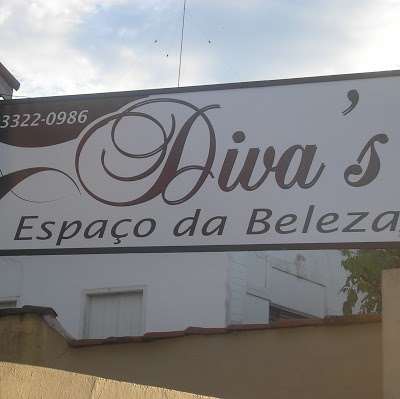 3322-0986
Diva's
Espaço da Beleza